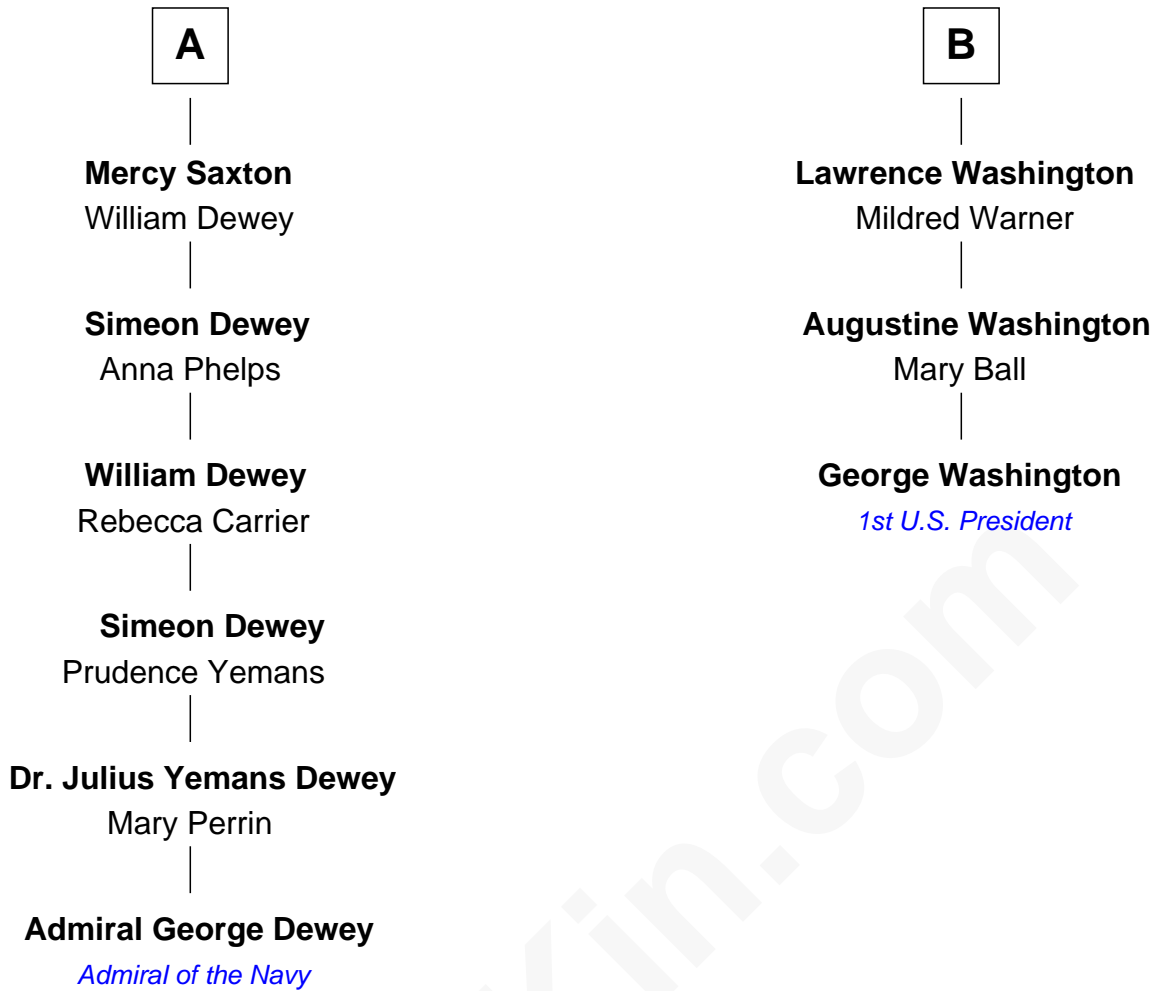 A
Mercy Saxton
William Dewey
Simeon Dewey
Anna Phelps
William Dewey
Rebecca Carrier
Simeon Dewey
Prudence Yemans
Dr. Julius Yemans Dewey
Mary Perrin
Admiral George Dewey
Admiral of the Navy
B
Lawrence Washington
Mildred Warner
Augustine Washington
Mary Ball
George Washington
1st U.S. President